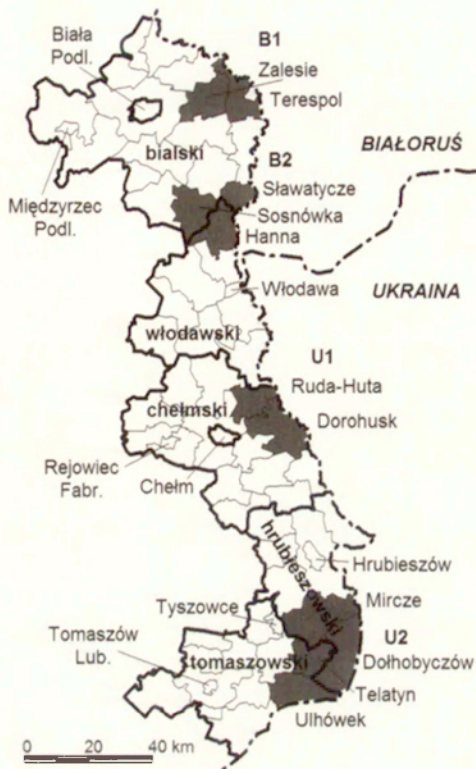 Biała
Podl.
B1
Zalesie
Terespol
bialski
BIAŁORUŚ
B2
Międzyrzec
Podl.
Sławatycze
Sosnówka
Hanna
Włodawa
UKRAINA
włodawski
U1
Ruda-Huta
chełmski
Dorohusk
Rejowiec
Fabr.
Chełm
hrubieszowski
Hrubieszów
Tyszowce
Mircze
Tomaszów
Lub.
U2
tomaszowski
Dołhobyczów
Telatyn
Ulhówek
0 20 40 km